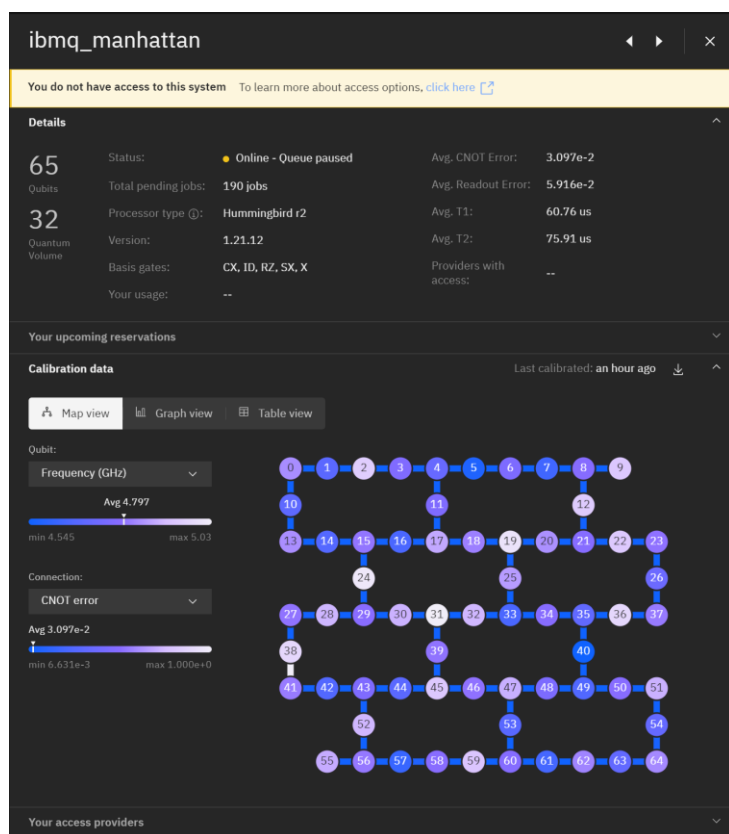 ibmq_manhattan
You do not have access to this system To learn more about access options, click here
Details
65
Qubits
32
Quantum
Volume
Status: Online - Queue paused
Total pending jobs: 190 jobs
Processor type ⓘ: Hummingbird r2
Version: 1.21.12
Basis gates: CX, ID, RZ, SX, X
Your usage: --
Avg. CNOT Error: 3.097e-2
Avg. Readout Error: 5.916e-2
Avg. T1: 60.76 us
Avg. T2: 75.91 us
Providers with
access: --
Your upcoming reservations
Calibration data Last calibrated: an hour ago
Map view Graph view Table view
Qubit:
Frequency (GHz)
Avg 4.797
min 4.545 max 5.03
Connection:
CNOT error
Avg 3.097e-2
min 6.631e-3 max 1.000e+0
0 1 2 3 4 5 6 7 8 9
10 11 12
13 14 15 16 17 18 19 20 21 22 23
24 25 26
27 28 29 30 31 32 33 34 35 36 37
38 39 40
41 42 43 44 45 46 47 48 49 50 51
52 53 54
55 56 57 58 59 60 61 62 63 64
Your access providers